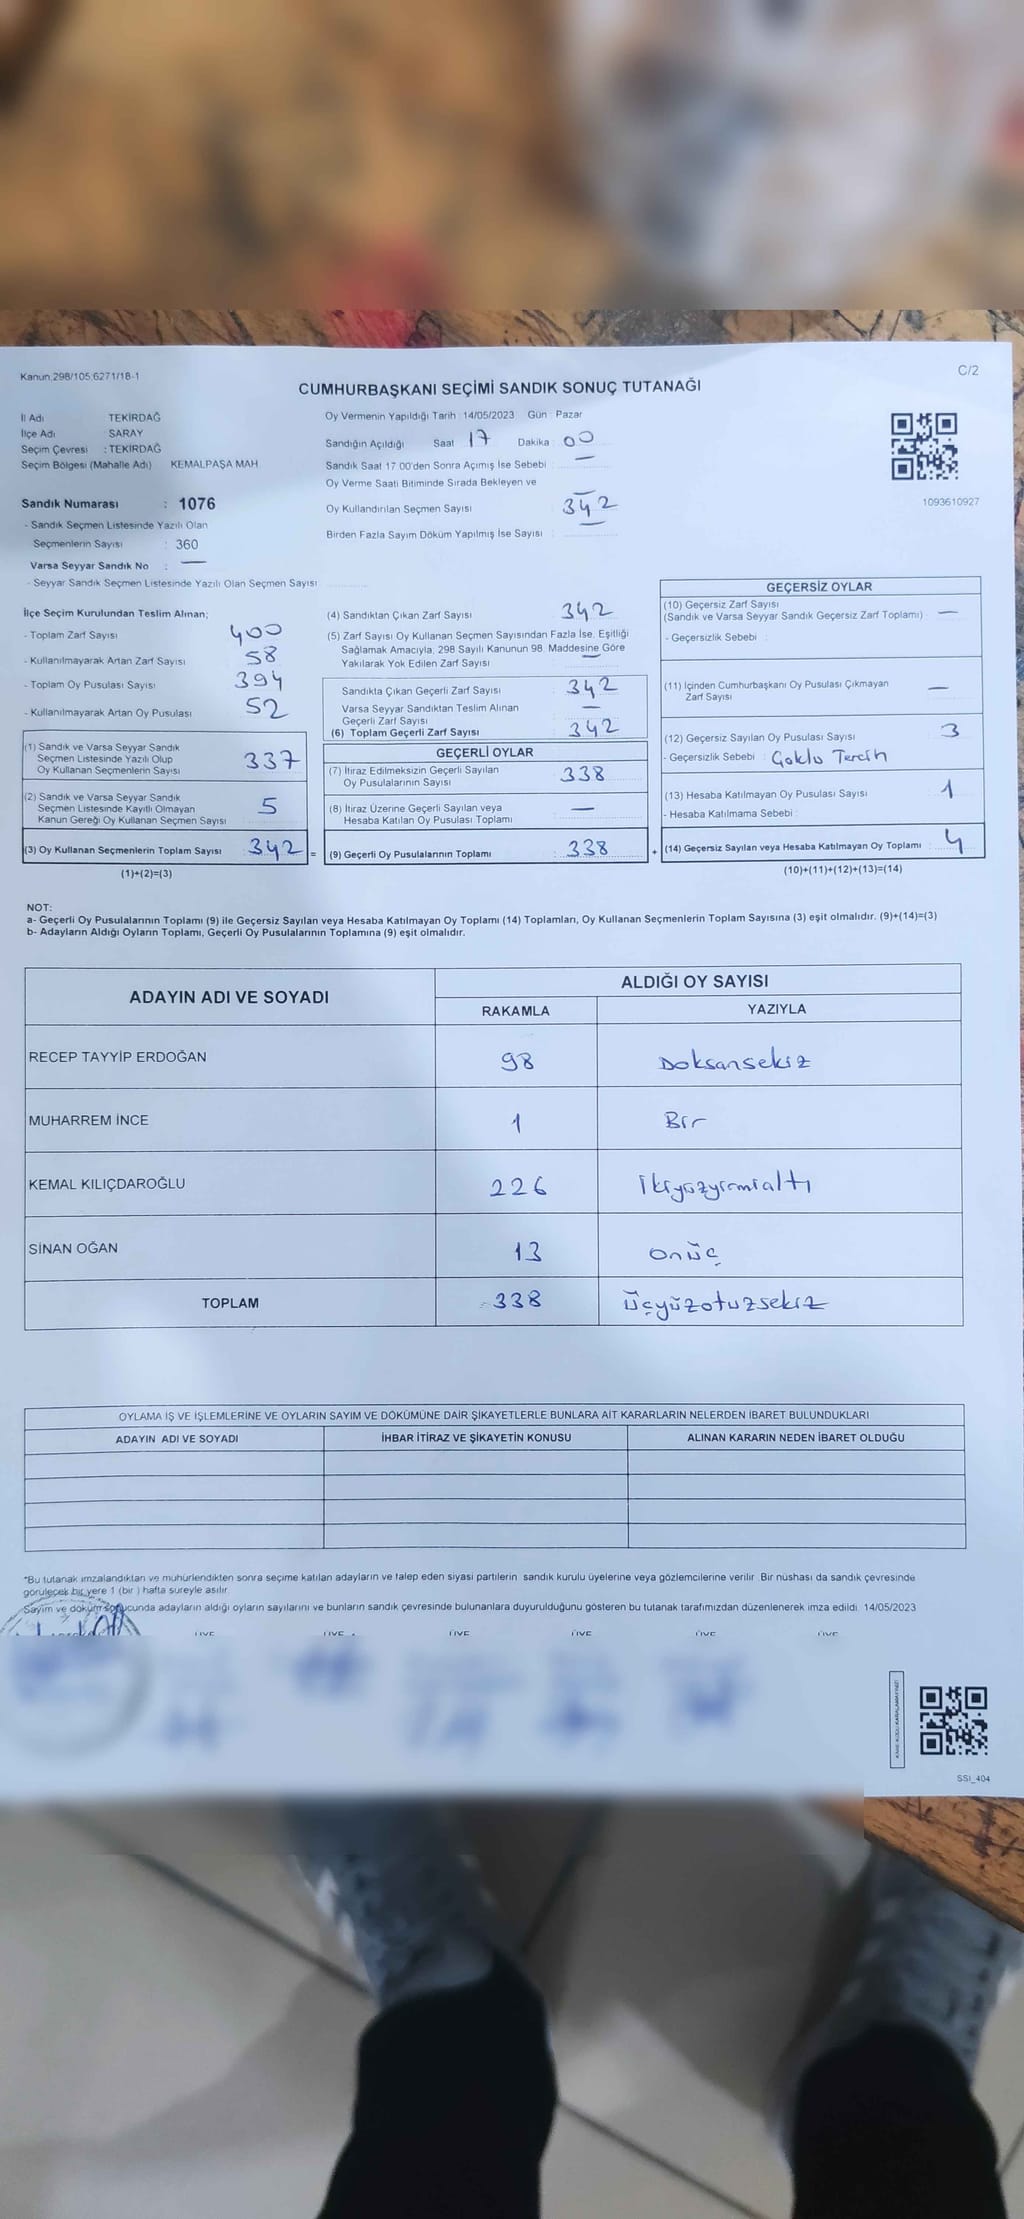 Kanun:298/105,6271/18-1
C/2
CUMHURBAŞKANI SEÇİMİ SANDIK SONUÇ TUTANAĞI
İl Adı TEKİRDAĞ
İlçe Adı SARAY
Seçim Çevresi : TEKİRDAĞ
Seçim Bölgesi (Mahalle Adı) KEMALPAŞA MAH
Sandık Numarası : 1076
- Sandık Seçmen Listesinde Yazılı Olan
Seçmenlerin Sayısı : 360
Varsa Seyyar Sandık No : —
- Seyyar Sandık Seçmen Listesinde Yazılı Olan Seçmen Sayısı
Oy Vermenin Yapıldığı Tarih : 14/05/2023 Gün : Pazar
Sandığın Açıldığı Saat 17 Dakika : 00
Sandık Saat 17 00'den Sonra Açımış İse Sebebi : —
Oy Verme Saati Bitiminde Sırada Bekleyen ve
Oy Kullandırılan Seçmen Sayısı : 342
Birden Fazla Sayım Döküm Yapılmış İse Sayısı
1093610927
İlçe Seçim Kurulundan Teslim Alınan;
- Toplam Zarf Sayısı 400
- Kullanılmayarak Artan Zarf Sayısı 58
- Toplam Oy Pusulası Sayısı 394
- Kullanılmayarak Artan Oy Pusulası 52
(1) Sandık ve Varsa Seyyar Sandık
Seçmen Listesinde Yazılı Olup
Oy Kullanan Seçmenlerin Sayısı 337
(2) Sandık ve Varsa Seyyar Sandık
Seçmen Listesinde Kayıtlı Olmayan
Kanun Gereği Oy Kullanan Seçmen Sayısı 5
(3) Oy Kullanan Seçmenlerin Toplam Sayısı : 342 =
(1)+(2)=(3)
(4) Sandıktan Çıkan Zarf Sayısı 342
(5) Zarf Sayısı Oy Kullanan Seçmen Sayısından Fazla İse, Eşitliği
Sağlamak Amacıyla, 298 Sayılı Kanunun 98. Maddesine Göre
Yakılarak Yok Edilen Zarf Sayısı —
Sandıkta Çıkan Geçerli Zarf Sayısı 342
Varsa Seyyar Sandıktan Teslim Alınan
Geçerli Zarf Sayısı —
(6) Toplam Geçerli Zarf Sayısı 342
GEÇERLİ OYLAR
(7) İtiraz Edilmeksizin Geçerli Sayılan
Oy Pusulalarının Sayısı 338
(8) İtiraz Üzerine Geçerli Sayılan veya
Hesaba Katılan Oy Pusulası Toplamı —
(9) Geçerli Oy Pusulalarının Toplamı : 338 +
GEÇERSİZ OYLAR
(10) Geçersiz Zarf Sayısı
(Sandık ve Varsa Seyyar Sandık Geçersiz Zarf Toplamı) —
- Geçersizlik Sebebi :
(11) İçinden Cumhurbaşkanı Oy Pusulası Çıkmayan
Zarf Sayısı —
(12) Geçersiz Sayılan Oy Pusulası Sayısı 3
- Geçersizlik Sebebi : Çoklu Tercih
(13) Hesaba Katılmayan Oy Pusulası Sayısı 1
- Hesaba Katılmama Sebebi :
(14) Geçersiz Sayılan veya Hesaba Katılmayan Oy Toplamı : 4
(10)+(11)+(12)+(13)=(14)
NOT:
a- Geçerli Oy Pusulalarının Toplamı (9) ile Geçersiz Sayılan veya Hesaba Katılmayan Oy Toplamı (14) Toplamları, Oy Kullanan Seçmenlerin Toplam Sayısına (3) eşit olmalıdır. (9)+(14)=(3)
b- Adayların Aldığı Oyların Toplamı, Geçerli Oy Pusulalarının Toplamına (9) eşit olmalıdır.
ADAYIN ADI VE SOYADI ALDIĞI OY SAYISI
RAKAMLA YAZIYLA
RECEP TAYYİP ERDOĞAN 98 Doksansekiz
MUHARREM İNCE 1 Bir
KEMAL KILIÇDAROĞLU 226 İkiyüzyirmialtı
SİNAN OĞAN 13 onüç
TOPLAM 338 üçyüzotuzsekiz
OYLAMA İŞ VE İŞLEMLERİNE VE OYLARIN SAYIM VE DÖKÜMÜNE DAİR ŞİKAYETLERLE BUNLARA AİT KARARLARIN NELERDEN İBARET BULUNDUKLARI
ADAYIN ADI VE SOYADI İHBAR İTİRAZ VE ŞİKAYETİN KONUSU ALINAN KARARIN NEDEN İBARET OLDUĞU
*Bu tutanak imzalandıktan ve mühürlendikten sonra seçime katılan adayların ve talep eden siyasi partilerin sandık kurulu üyelerine veya gözlemcilerine verilir. Bir nüshası da sandık çevresinde
görülecek bir yere 1 (bir ) hafta süreyle asılır.
Sayım ve döküm sonucunda adayların aldığı oyların sayılarını ve bunların sandık çevresinde bulunanlara duyurulduğunu gösteren bu tutanak tarafımızdan düzenlenerek imza edildi. 14/05/2023
ÜYE ÜYE ÜYE ÜYE ÜYE ÜYE
SSI_404